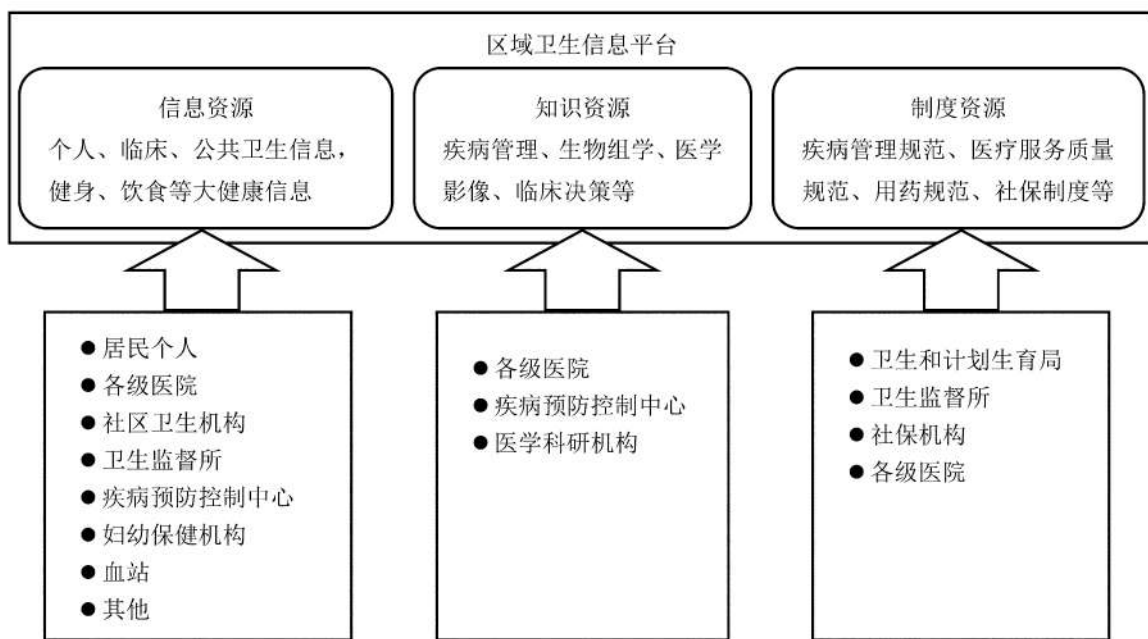 区域卫生信息平台
信息资源
个人、临床、公共卫生信息，
健身、饮食等大健康信息
知识资源
疾病管理、生物组学、医学
影像、临床决策等
制度资源
疾病管理规范、医疗服务质量
规范、用药规范、社保制度等
●居民个人
●各级医院
●社区卫生机构
●卫生监督所
●疾病预防控制中心
●妇幼保健机构
●血站
●其他
●各级医院
●疾病预防控制中心
●医学科研机构
●卫生和计划生育局
●卫生监督所
●社保机构
●各级医院